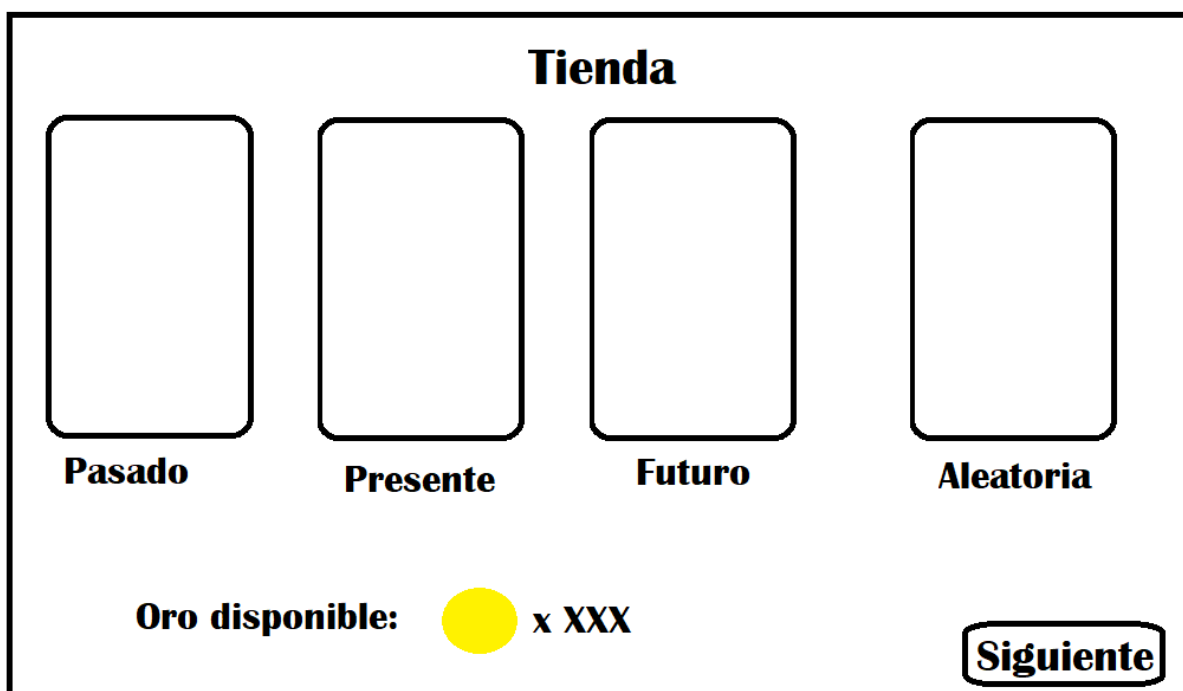 Tienda
Pasado
Presente
Futuro
Aleatoria
Oro disponible:
x XXX
Siguiente